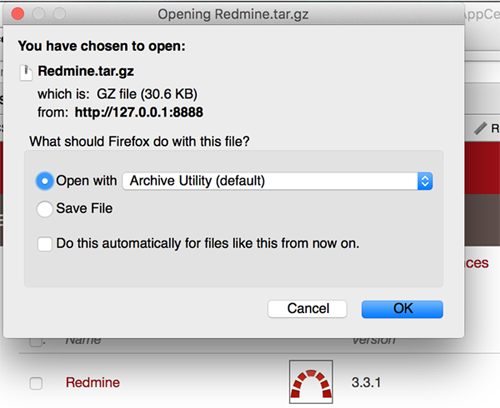 Opening Redmine.tar.gz
AppCe
You have chosen to open:
Redmine.tar.gz
which is: GZ file (30.6 KB)
from: http://127.0.0.1:8888
What should Firefox do with this file?
R
Open with Archive Utility (default)
Save File
Do this automatically for files like this from now on.
nces
Cancel OK
Name Version
Redmine 3.3.1